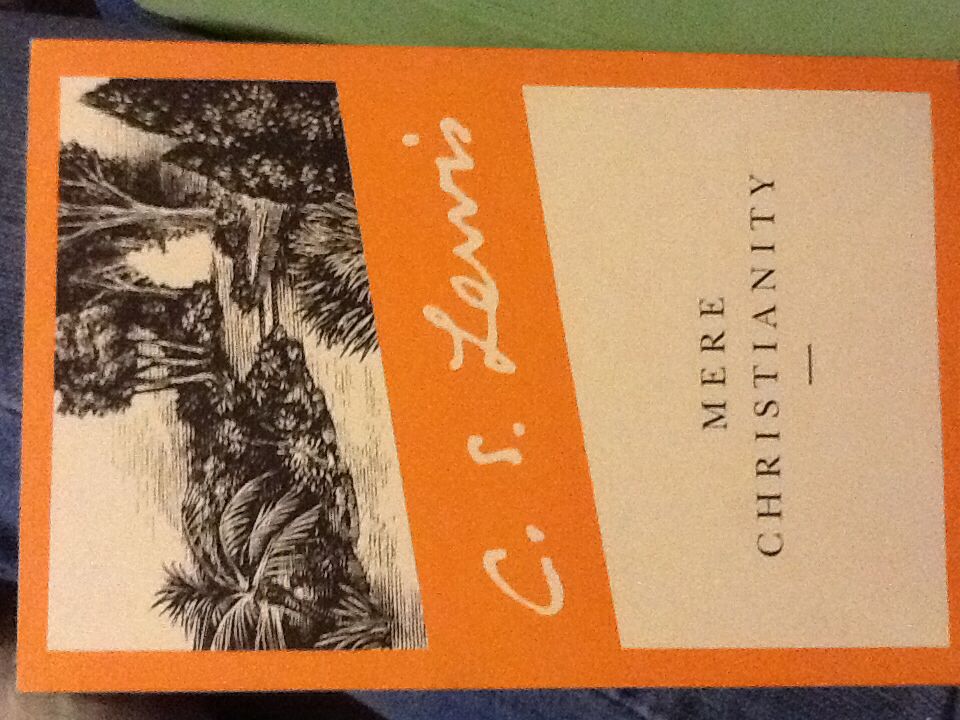 C. S. Lewis
MERE
CHRISTIANITY